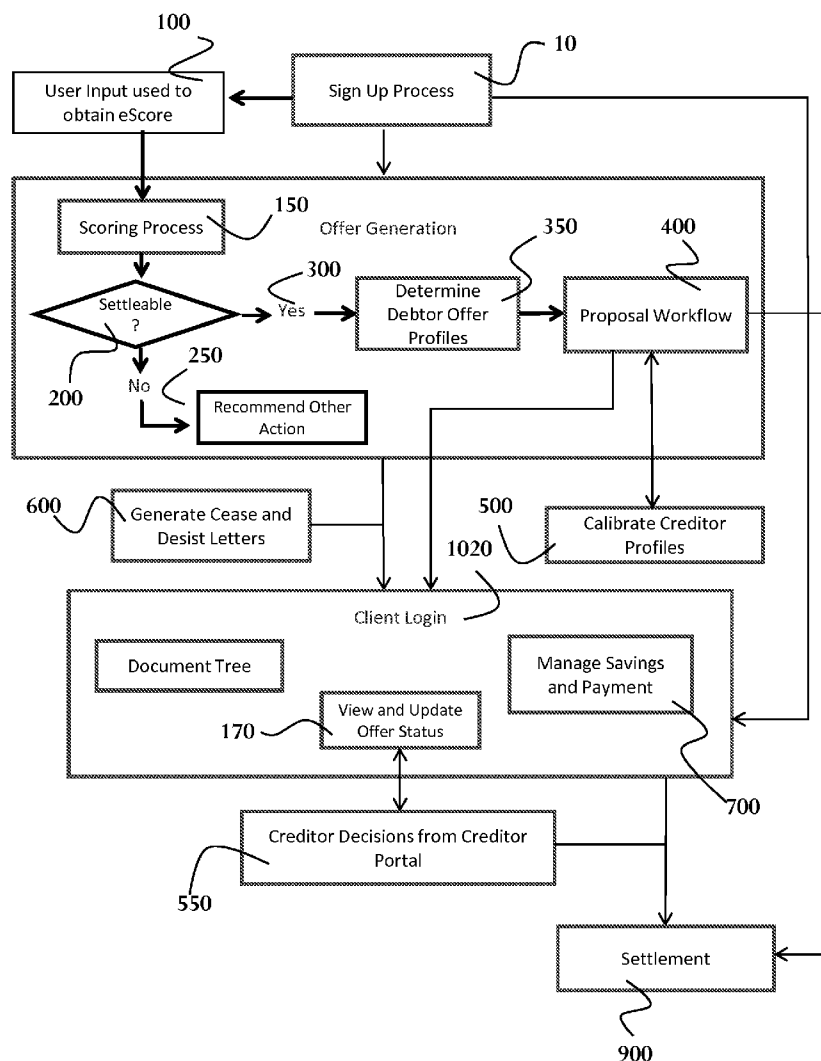 100
10
User Input used to
obtain eScore
Sign Up Process
Scoring Process
150
Offer Generation
350
400
300
Settleable
?
Yes
Determine
Debtor Offer
Profiles
Proposal Workflow
200
No
250
Recommend Other
Action
600
Generate Cease and
Desist Letters
500
Calibrate Creditor
Profiles
1020
Client Login
Document Tree
Manage Savings
and Payment
170
View and Update
Offer Status
700
Creditor Decisions from Creditor
Portal
550
Settlement
900